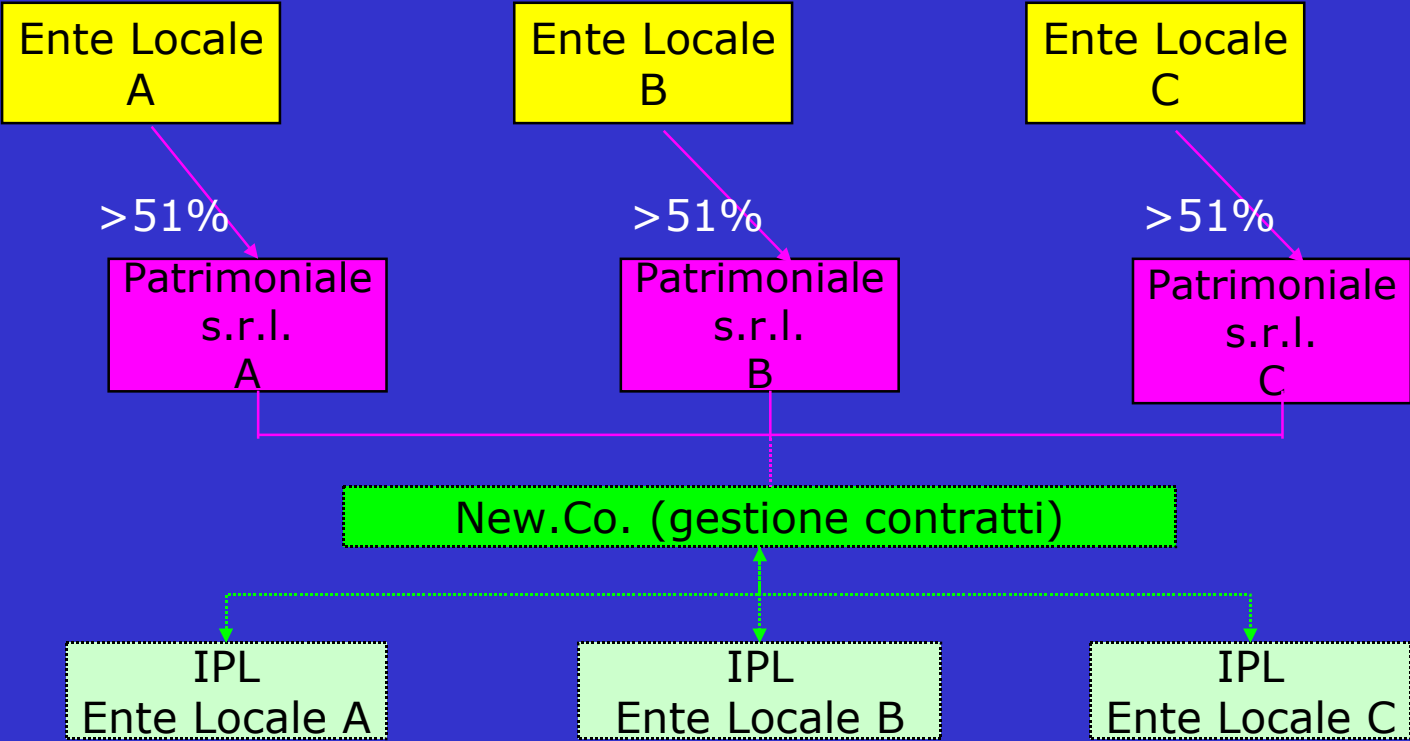 Ente Locale
A
Ente Locale
B
Ente Locale
C
>51%
>51%
>51%
Patrimoniale
s.r.l.
A
Patrimoniale
s.r.l.
B
Patrimoniale
s.r.l.
C
New.Co. (gestione contratti)
IPL
Ente Locale A
IPL
Ente Locale B
IPL
Ente Locale C